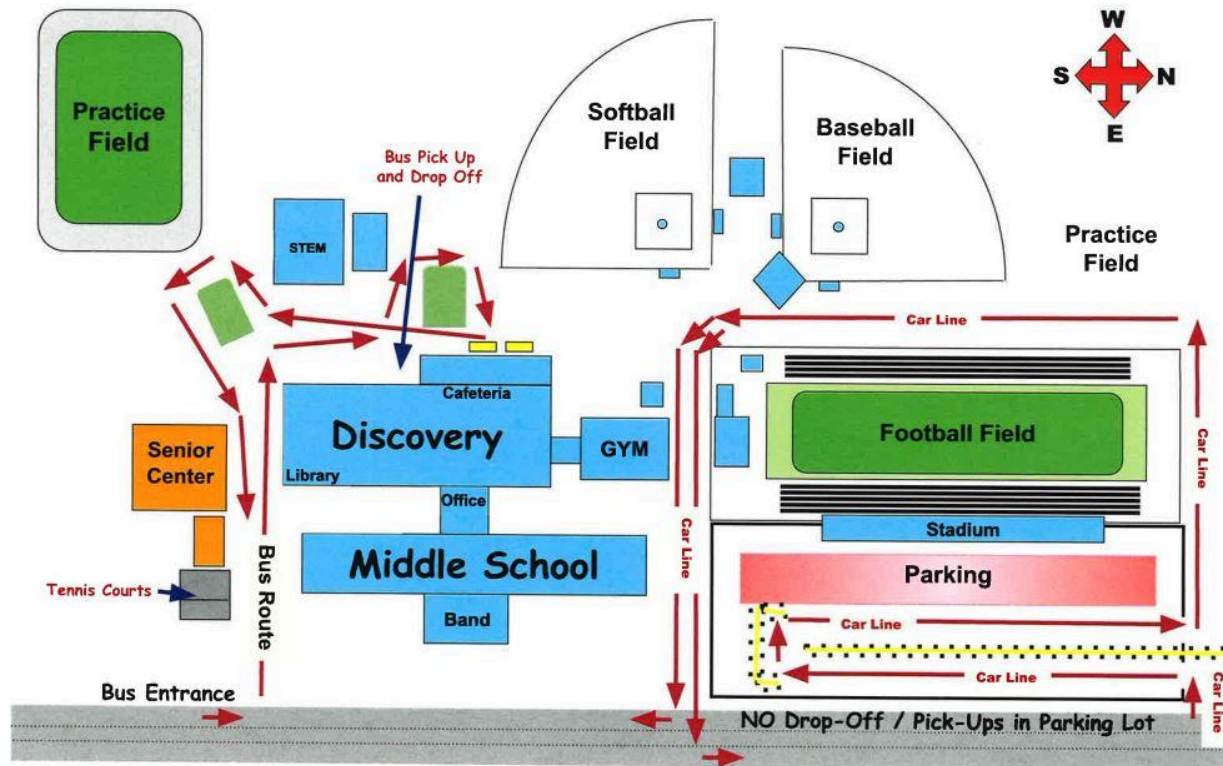 W
S N
E
Practice
Field
Softball
Field
Baseball
Field
Bus Pick Up
and Drop Off
STEM
Practice
Field
Car Line
Cafeteria
Discovery
GYM
Football Field
Car Line
Senior
Center
Library
Office
Car Line
Stadium
Middle School
Parking
Bus Route
Tennis Courts
Band
Car Line
Car Line
Car Line
Bus Entrance
NO Drop-Off / Pick-Ups in Parking Lot